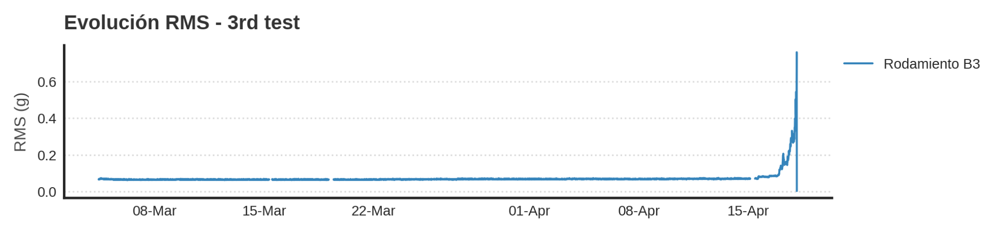 Evolución RMS - 3rd test
Rodamiento B3
RMS (g)
0.6
0.4
0.2
0.0
08-Mar 15-Mar 22-Mar 01-Apr 08-Apr 15-Apr